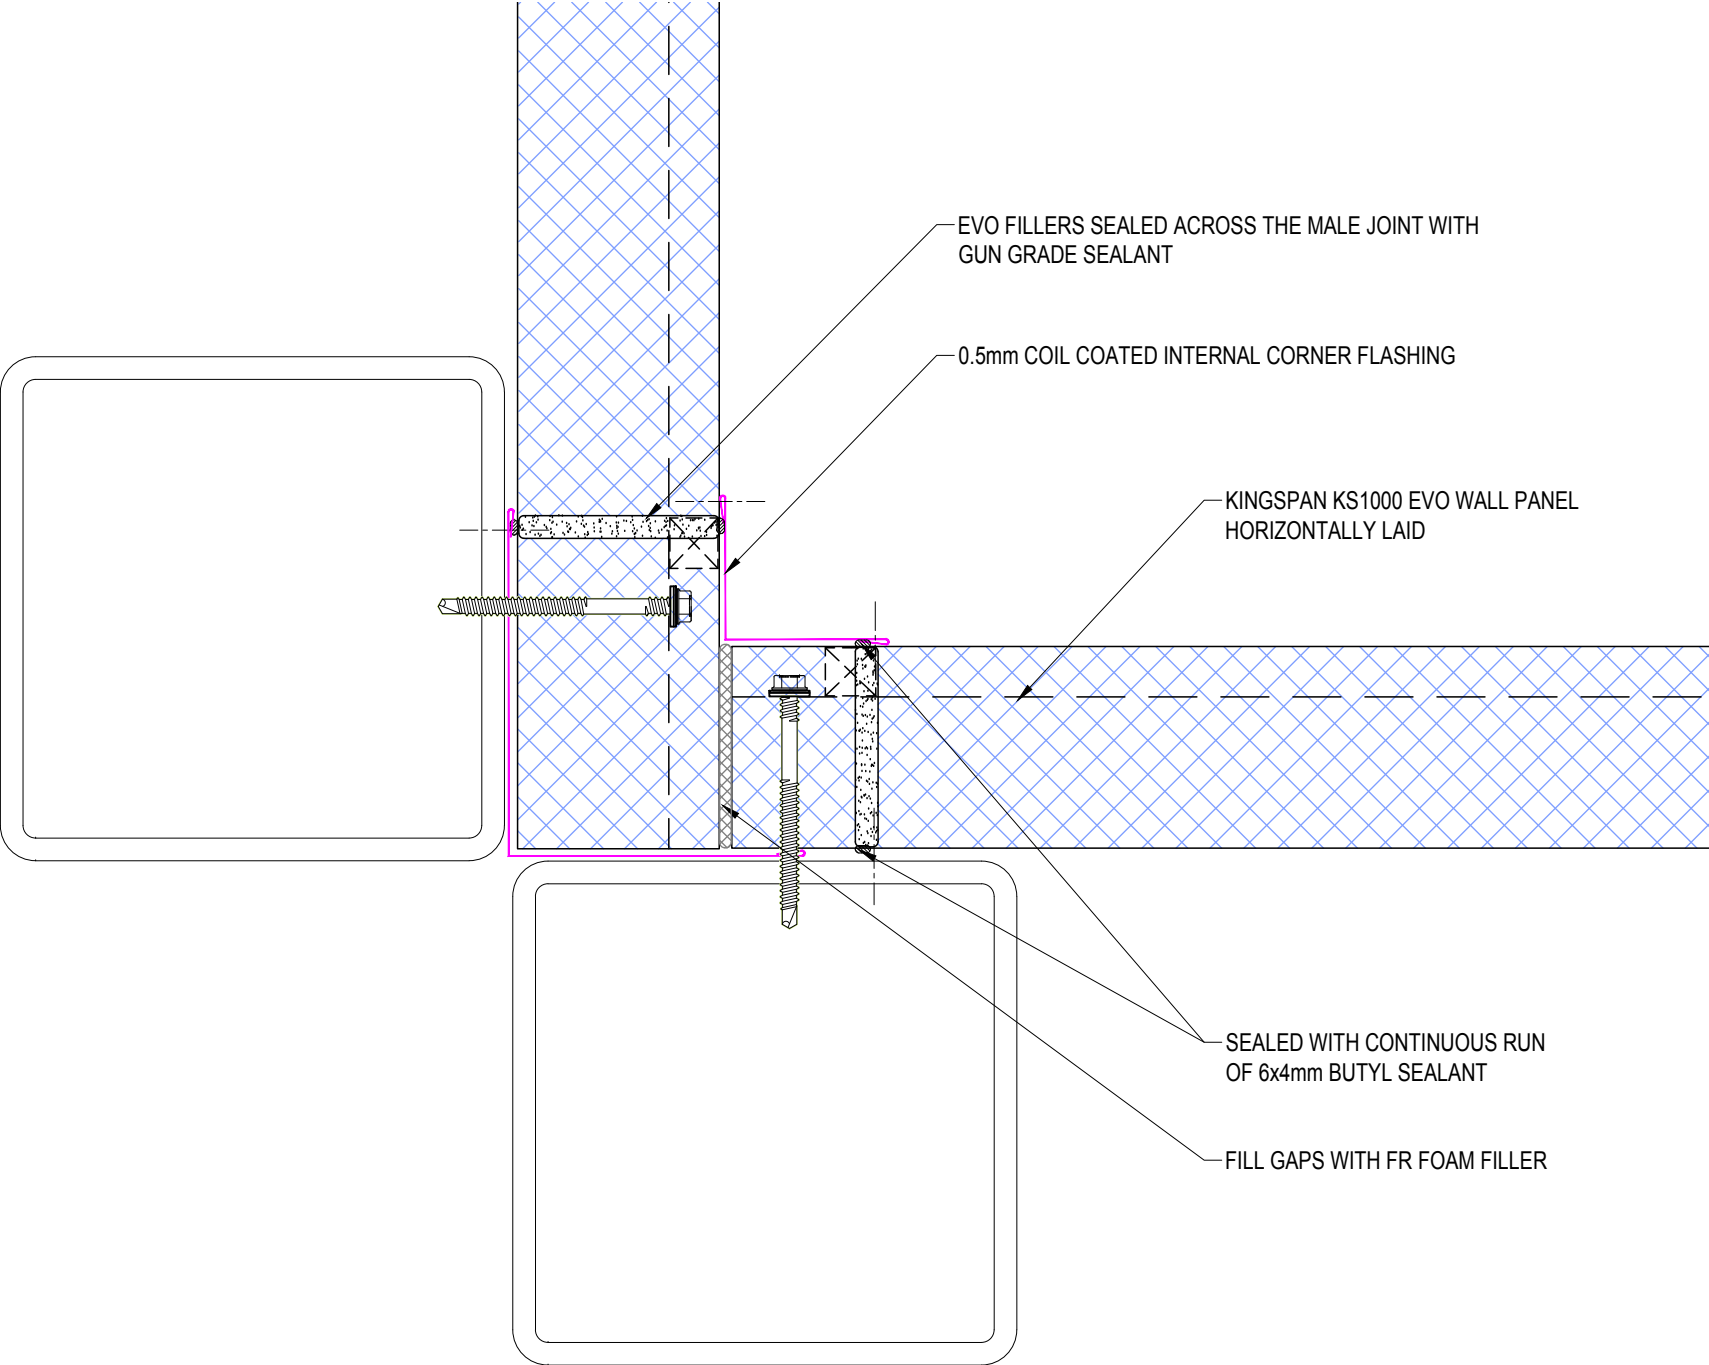 EVO FILLERS SEALED ACROSS THE MALE JOINT WITH
GUN GRADE SEALANT
0.5mm COIL COATED INTERNAL CORNER FLASHING
KINGSPAN KS1000 EVO WALL PANEL
HORIZONTALLY LAID
SEALED WITH CONTINUOUS RUN
OF 6x4mm BUTYL SEALANT
FILL GAPS WITH FR FOAM FILLER